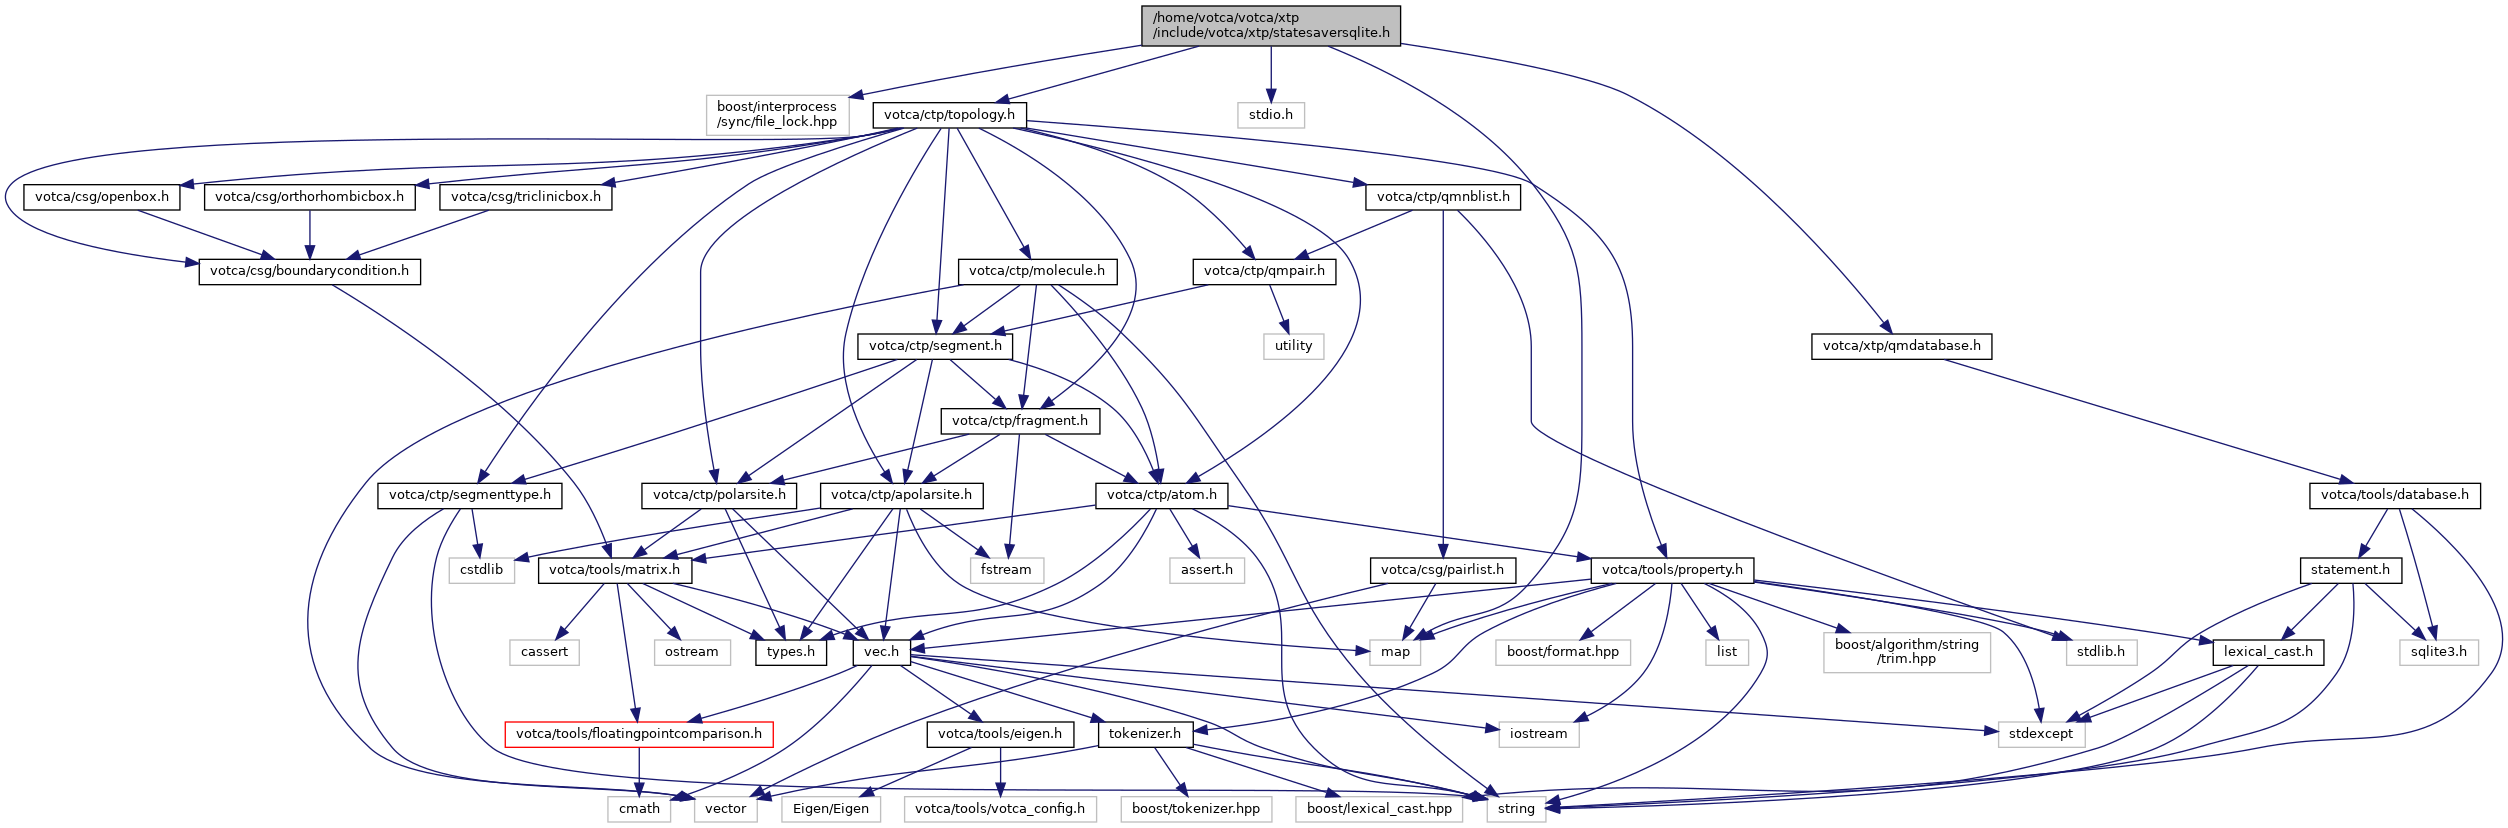 /home/votca/votca/xtp
/include/votca/xtp/statesaversqlite.h
boost/interprocess
/sync/file_lock.hpp
votca/ctp/topology.h
stdio.h
votca/csg/openbox.h
votca/csg/orthorhombicbox.h
votca/csg/triclinicbox.h
votca/ctp/qmnblist.h
votca/csg/boundarycondition.h
votca/ctp/molecule.h
votca/ctp/qmpair.h
votca/ctp/segment.h
utility
votca/xtp/qmdatabase.h
votca/ctp/fragment.h
votca/ctp/segmenttype.h
votca/ctp/polarsite.h
votca/ctp/apolarsite.h
votca/ctp/atom.h
votca/tools/database.h
cstdlib
votca/tools/matrix.h
fstream
assert.h
votca/csg/pairlist.h
votca/tools/property.h
statement.h
cassert
ostream
types.h
vec.h
map
boost/format.hpp
list
boost/algorithm/string
/trim.hpp
stdlib.h
lexical_cast.h
sqlite3.h
votca/tools/floatingpointcomparison.h
votca/tools/eigen.h
tokenizer.h
iostream
stdexcept
cmath
vector
Eigen/Eigen
votca/tools/votca_config.h
boost/tokenizer.hpp
boost/lexical_cast.hpp
string